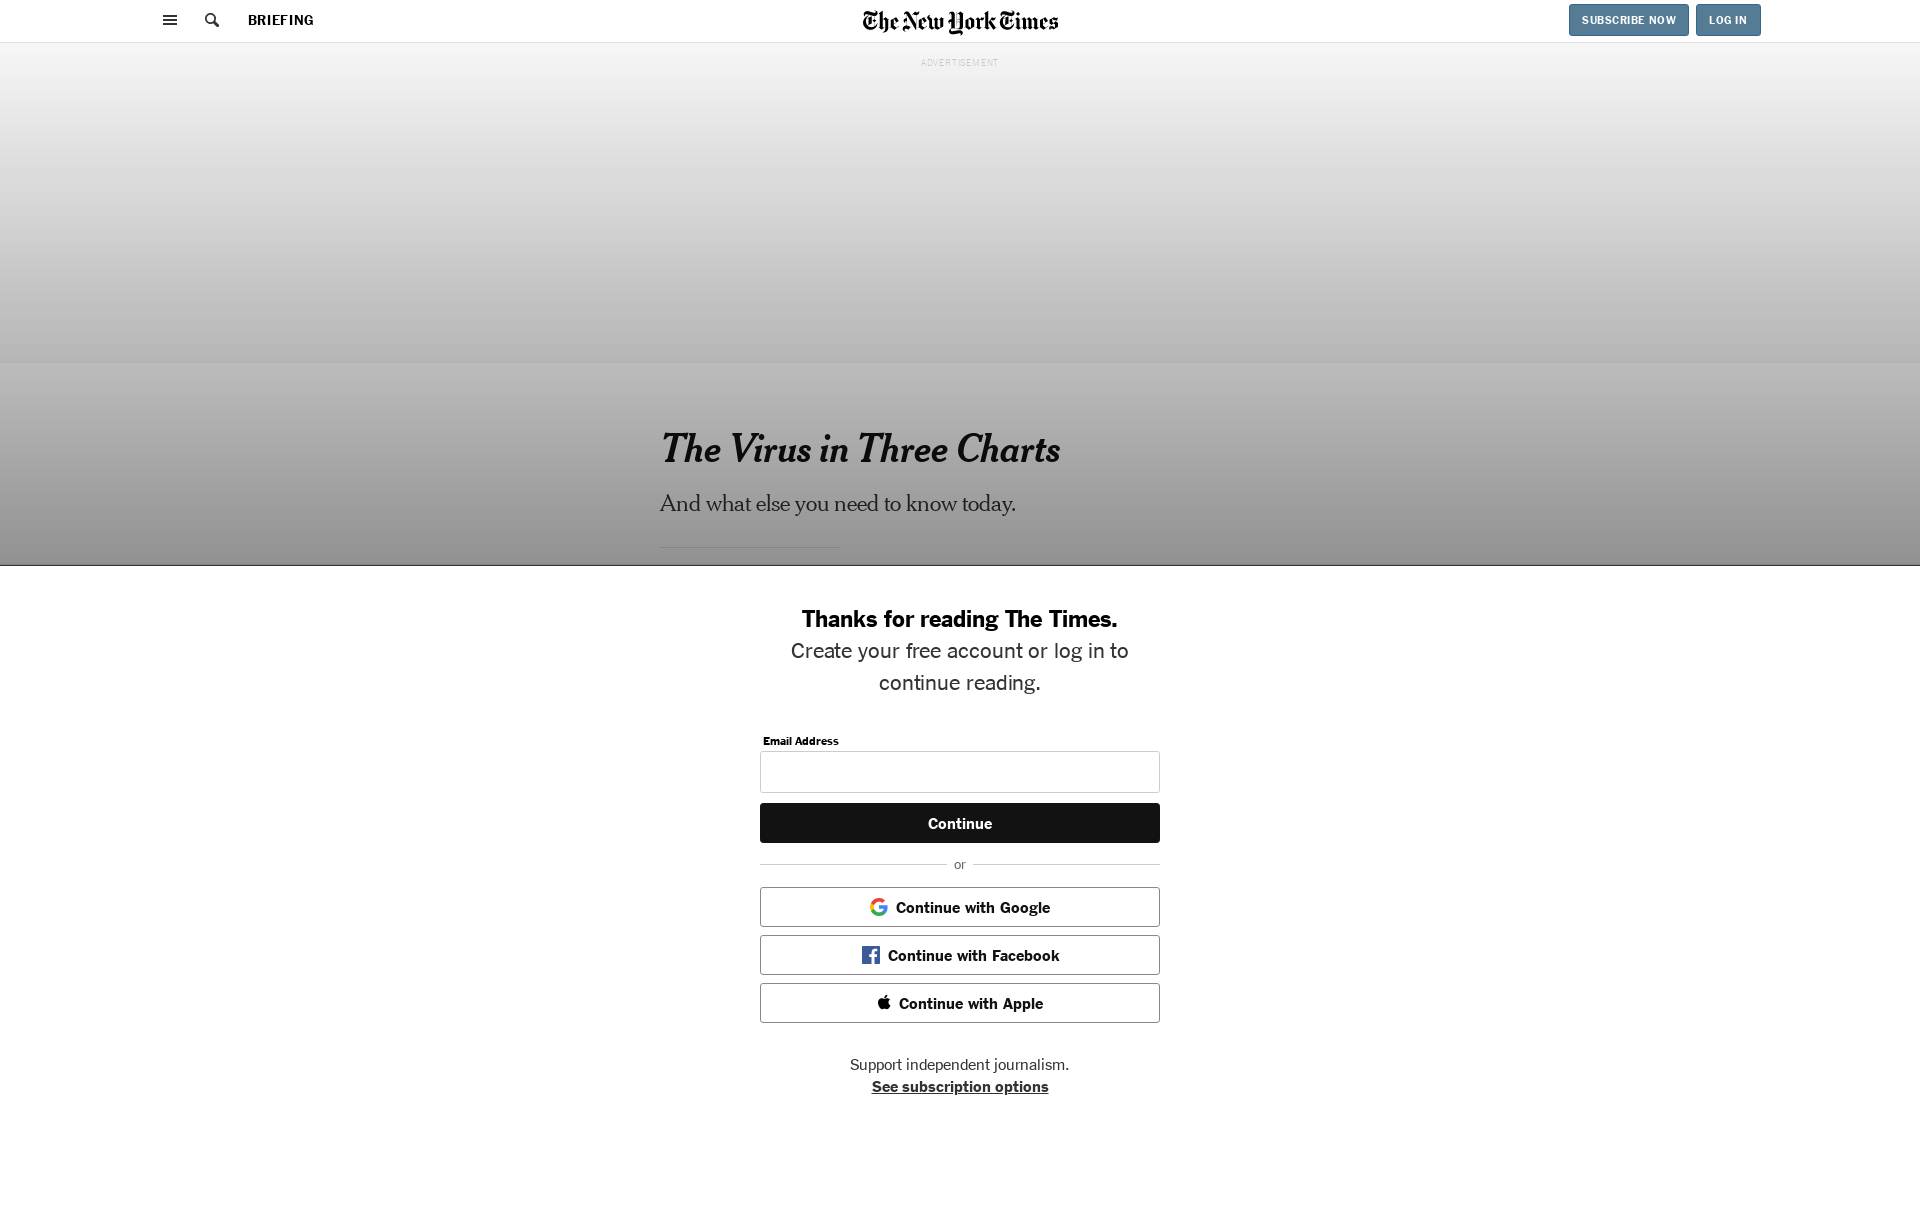 BRIEFING
The New York Times
SUBSCRIBE NOW
LOG IN
ADVERTISEMENT
The Virus in Three Charts
And what else you need to know today.
Thanks for reading The Times.
Create your free account or log in to
continue reading.
Email Address
Continue
or
Continue with Google
Continue with Facebook
Continue with Apple
Support independent journalism.
See subscription options